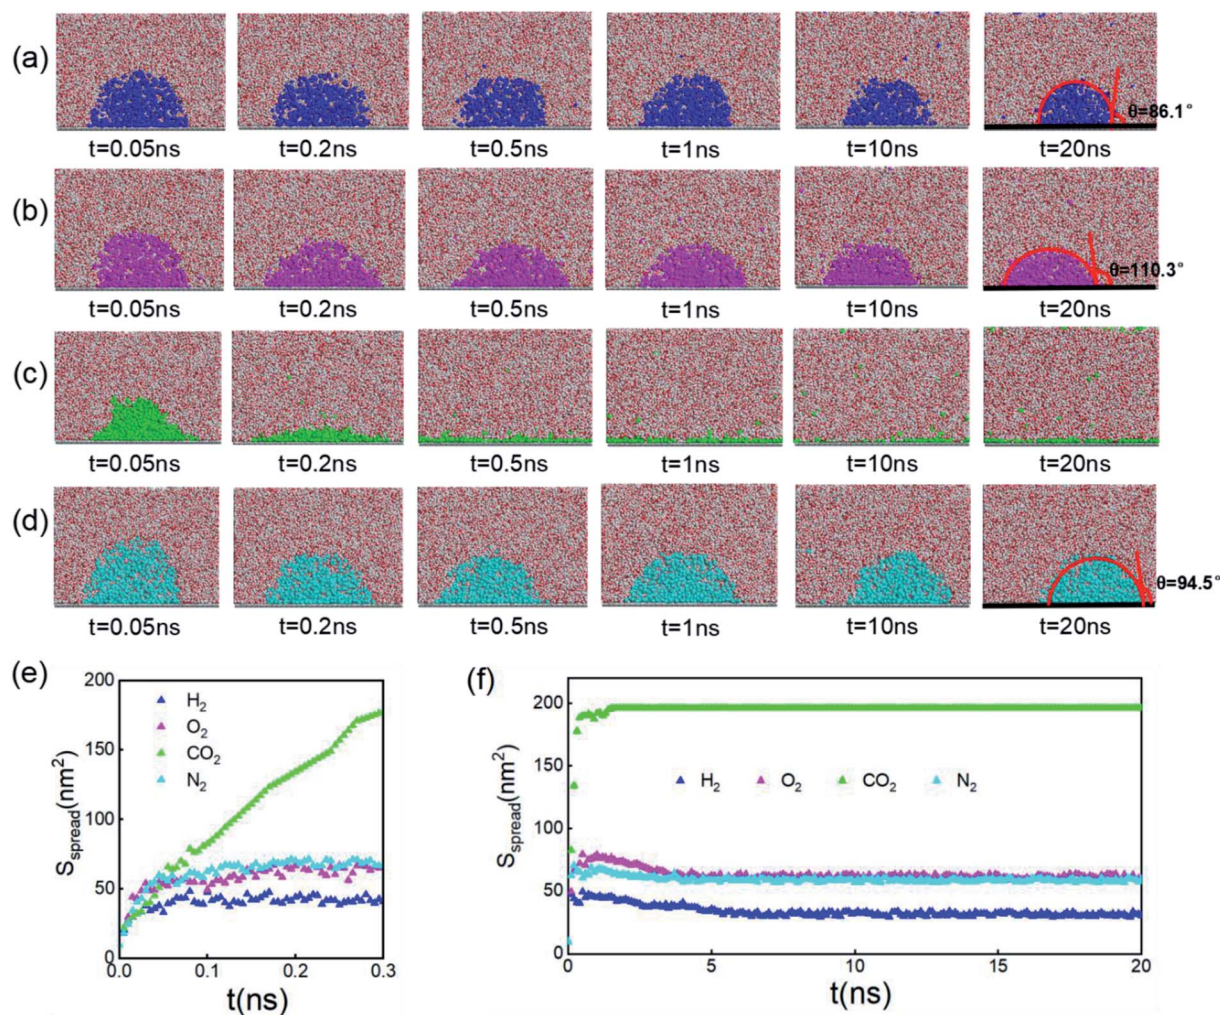 (a)
θ=86.1°
t=0.05ns t=0.2ns t=0.5ns t=1ns t=10ns t=20ns
(b)
θ=110.3°
t=0.05ns t=0.2ns t=0.5ns t=1ns t=10ns t=20ns
(c)
t=0.05ns t=0.2ns t=0.5ns t=1ns t=10ns t=20ns
(d)
θ=94.5°
t=0.05ns t=0.2ns t=0.5ns t=1ns t=10ns t=20ns
(e)
200
150
100
50
0
S_spread(nm²)
H₂
O₂
CO₂
N₂
0.0 0.1 0.2 0.3
t(ns)
(f)
200
150
100
50
0
S_spread(nm²)
H₂ O₂ CO₂ N₂
0 5 10 15 20
t(ns)